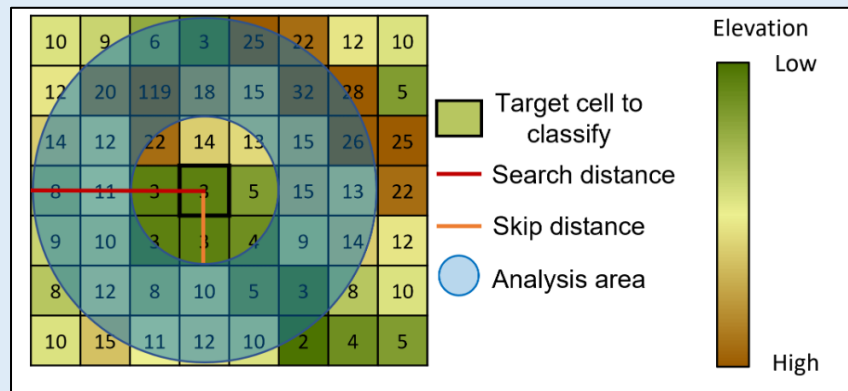 10 9 6 3 25 22 12 10
12 20 119 18 15 32 28 5
14 12 22 14 13 15 26 25
8 11 3 3 5 15 13 22
9 10 3 3 4 9 14 12
8 12 8 10 5 3 8 10
10 15 11 12 10 2 4 5
Target cell to
classify
Search distance
Skip distance
Analysis area
Elevation
Low
High